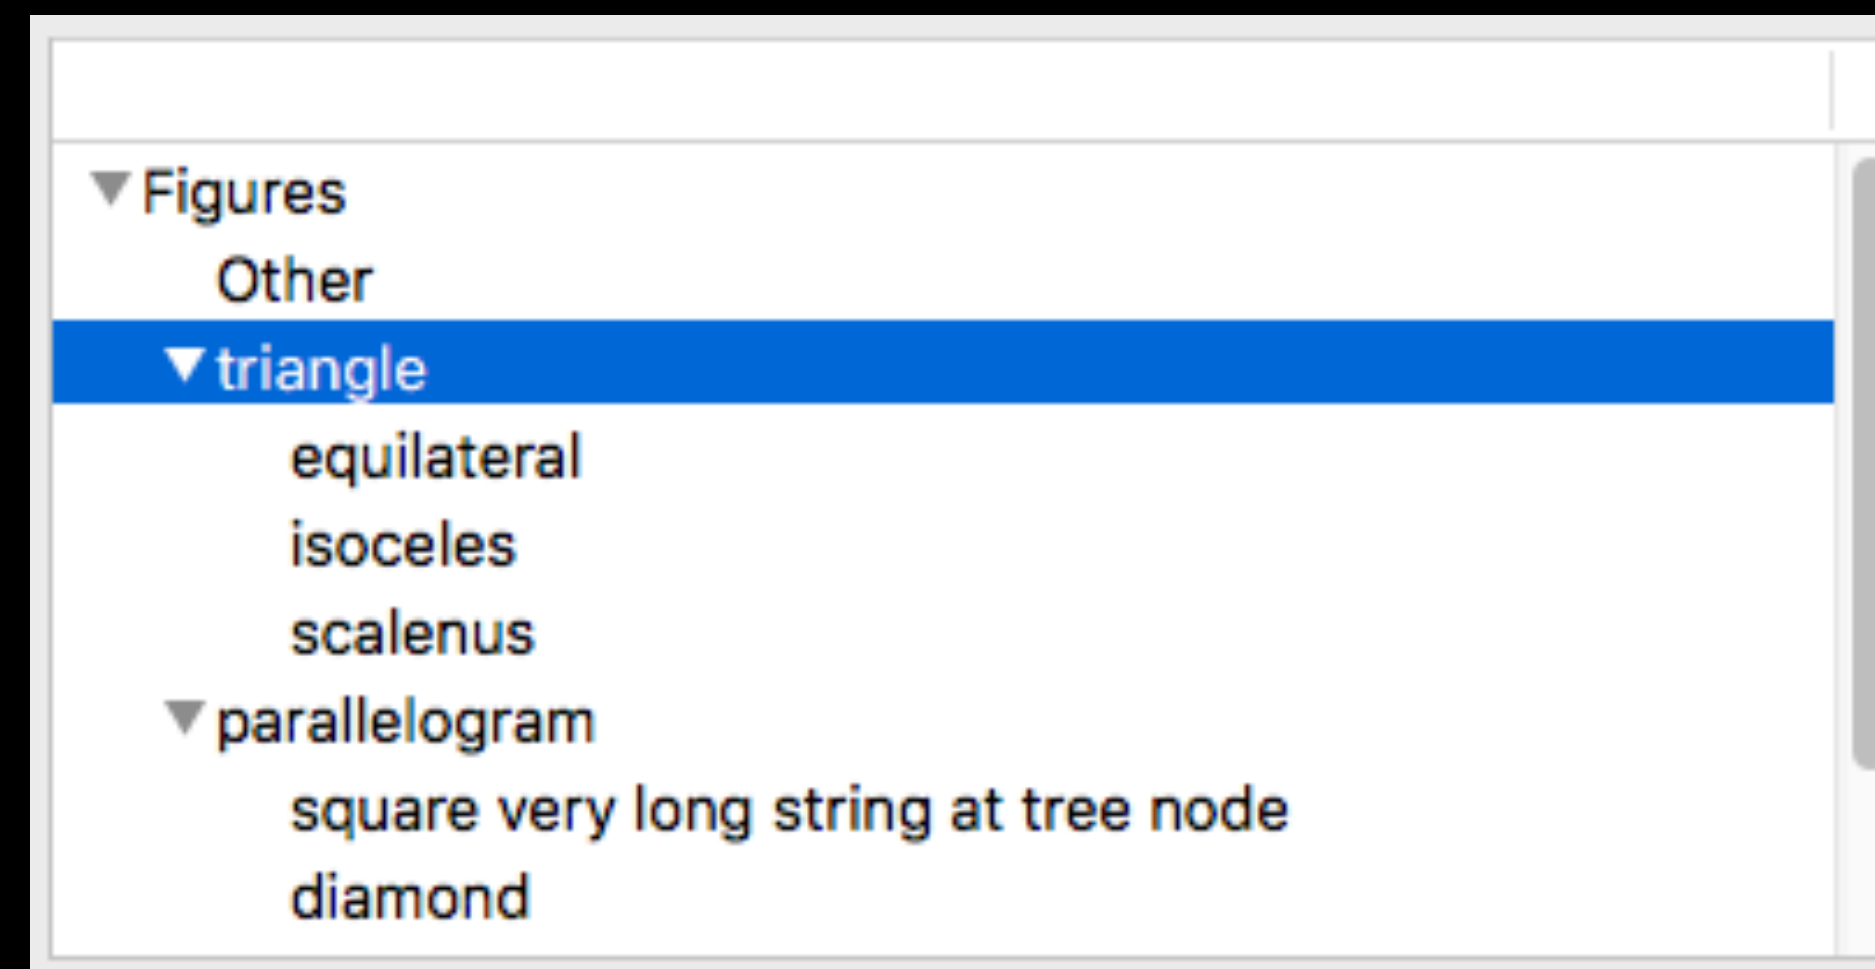 Figures
Other
triangle
equilateral
isoceles
scalenus
parallelogram
square very long string at tree node
diamond